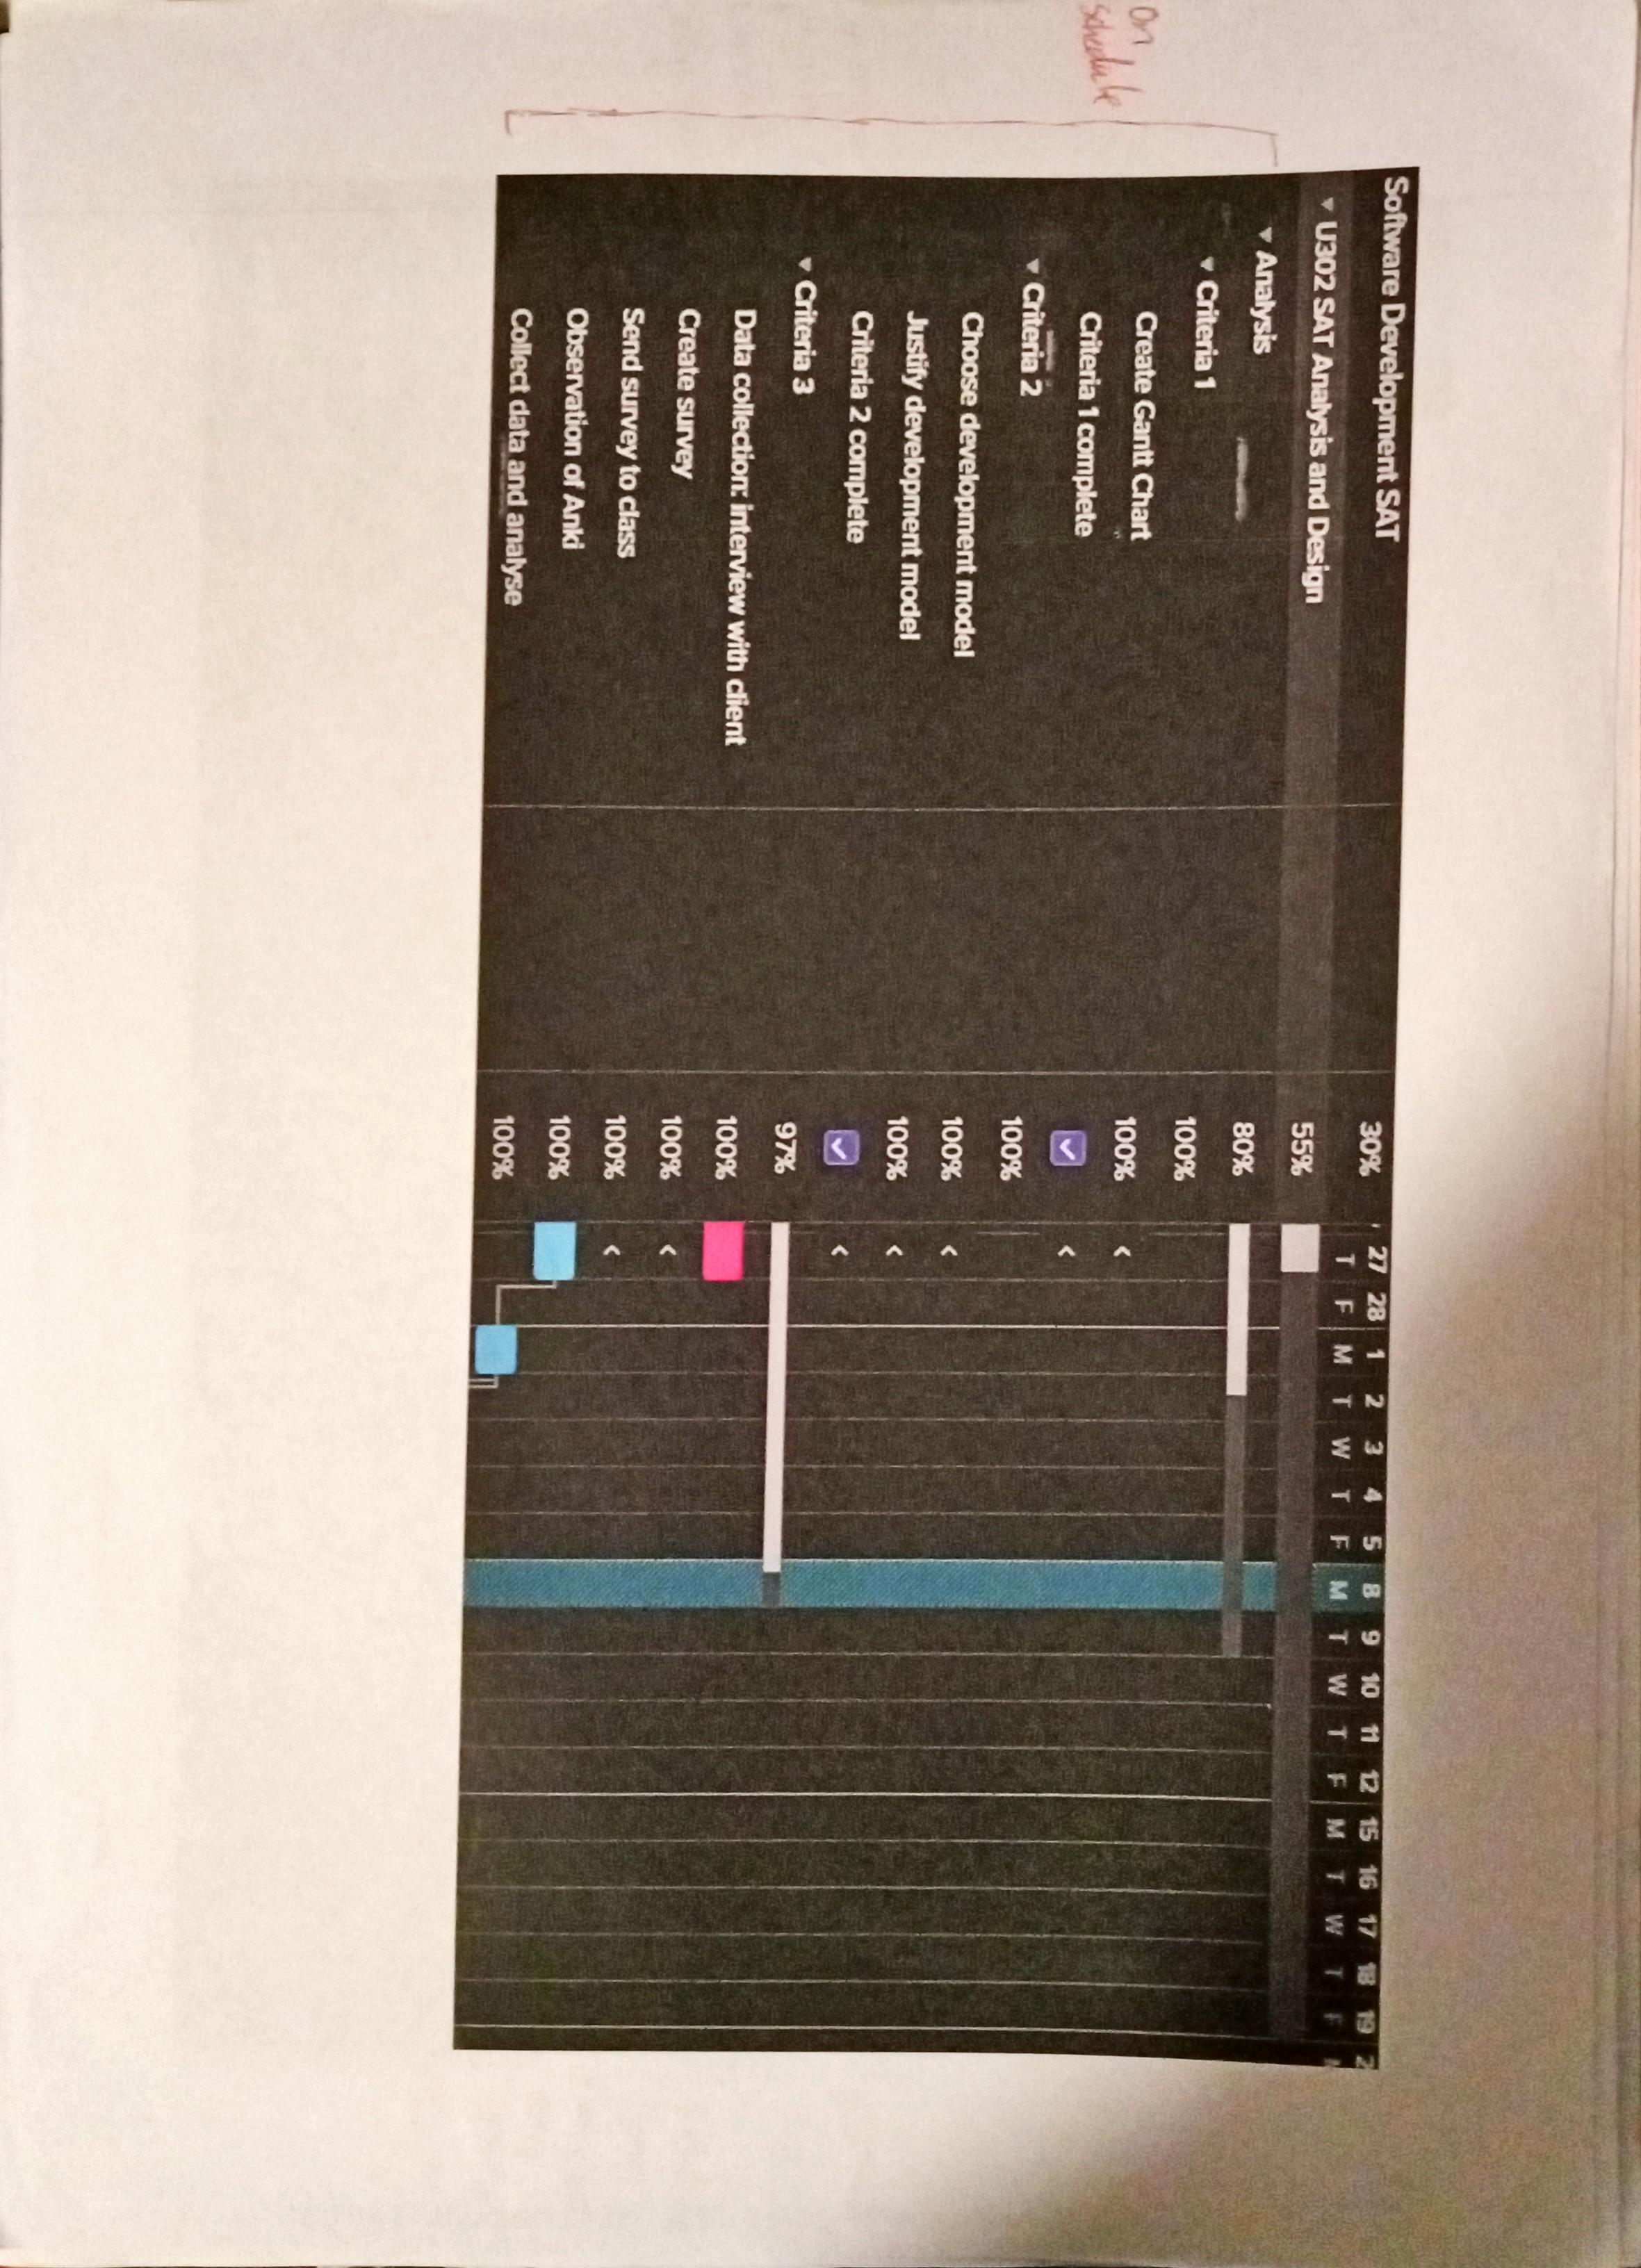 on
schedule
Software Development SAT 30% 27 28 1 2 3 4 5 8 9 10 11 12 15 16 17 18 19 2
T F M T W T F M T W T F M T W T F M
U3O2 SAT Analysis and Design 55%
Analysis 80%
Criteria 1 100%
Create Gantt Chart 100%
Criteria 1 complete
Criteria 2 100%
Choose development model 100%
Justify development model 100%
Criteria 2 complete
Criteria 3 97%
Data collection: interview with client 100%
Create survey 100%
Send survey to class 100%
Observation of Anki 100%
Collect data and analyse 100%